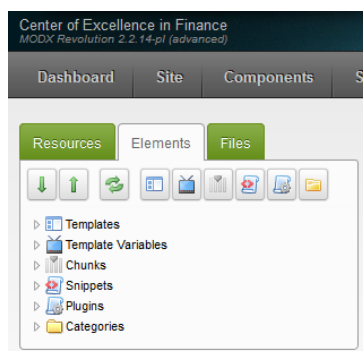 Center of Excellence in Finance
MODX Revolution 2.2.14-pl (advanced)
Dashboard Site Components S
Resources Elements Files
Templates
Template Variables
Chunks
Snippets
Plugins
Categories